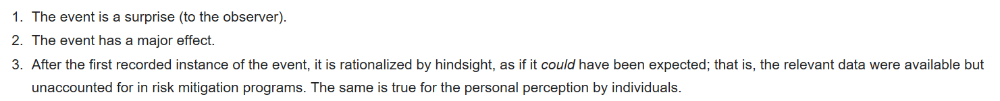 1. The event is a surprise (to the observer).
2. The event has a major effect.
3. After the first recorded instance of the event, it is rationalized by hindsight, as if it could have been expected; that is, the relevant data were available but
unaccounted for in risk mitigation programs. The same is true for the personal perception by individuals.